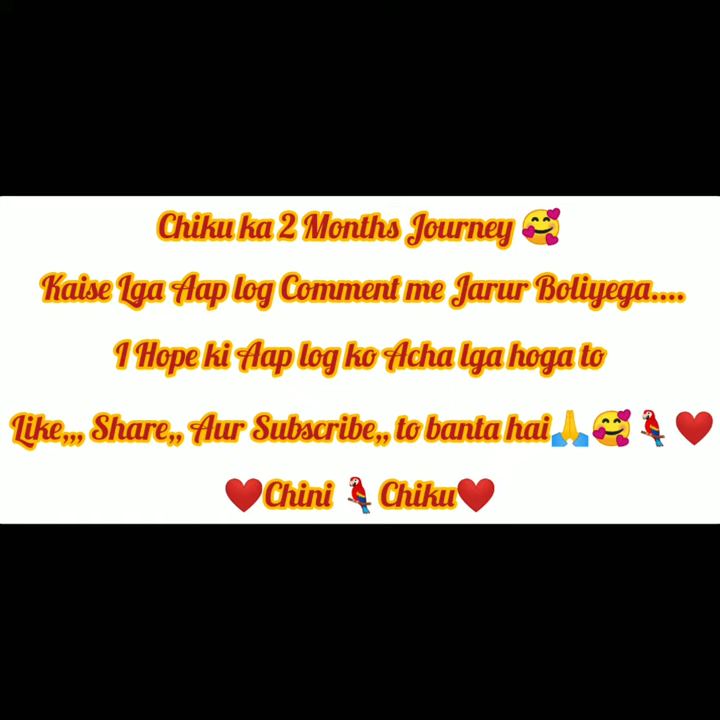 Chiku ka 2 Months Journey 🥰
Kaise Lga Aap log Comment me Jarur Boliyega....
I Hope ki Aap log ko Acha lga hoga to
Like,,, Share,, Aur Subscribe,, to banta hai🙏🥰🦜❤️
❤️Chini 🦜Chiku❤️